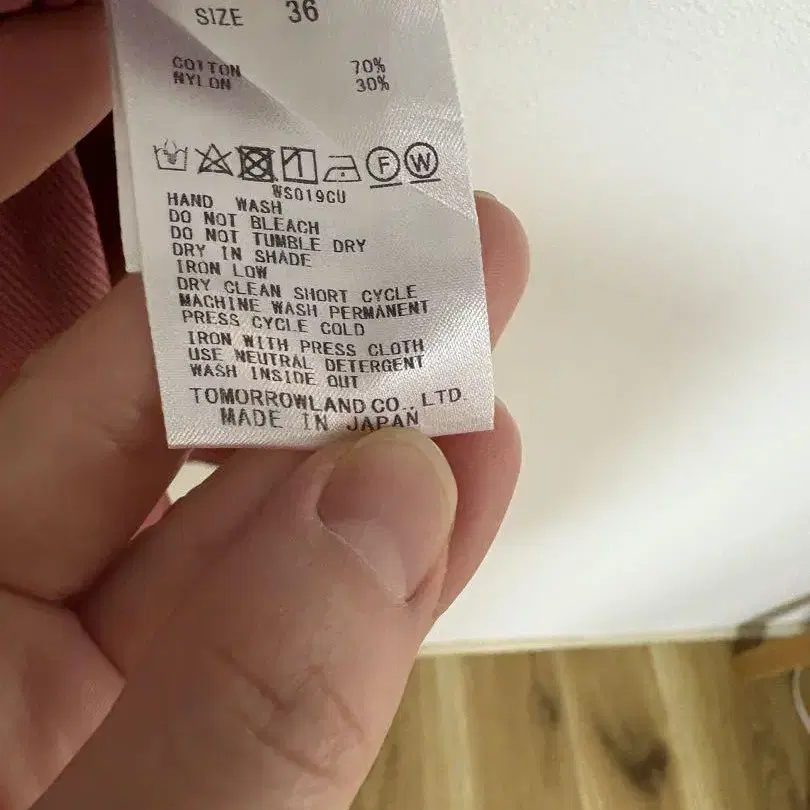 SIZE 36
COTTON 70%
NYLON 30%
F W
WS019GU
HAND WASH
DO NOT BLEACH
DO NOT TUMBLE DRY
DRY IN SHADE
IRON LOW
DRY CLEAN SHORT CYCLE
MACHINE WASH PERMANENT
PRESS CYCLE COLD
IRON WITH PRESS CLOTH
USE NEUTRAL DETERGENT
WASH INSIDE OUT
TOMORROWLAND CO., LTD.
MADE IN JAPAN